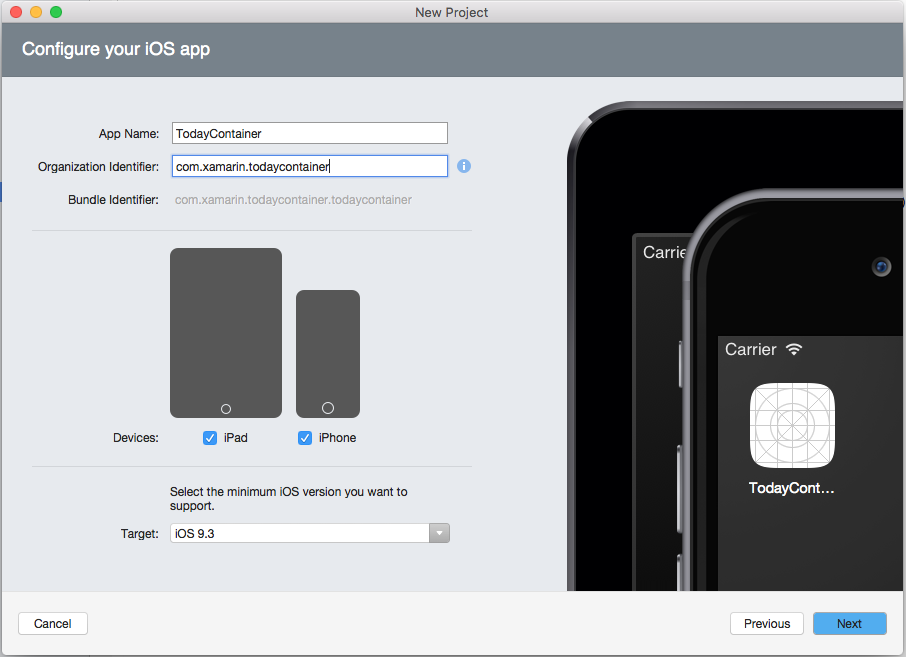 New Project
Configure your iOS app
App Name: TodayContainer
Organization Identifier: com.xamarin.todaycontainer
Bundle Identifier: com.xamarin.todaycontainer.todaycontainer
Devices: iPad iPhone
Select the minimum iOS version you want to
support.
Target: iOS 9.3
Carrie
Carrier
TodayCont...
Cancel Previous Next